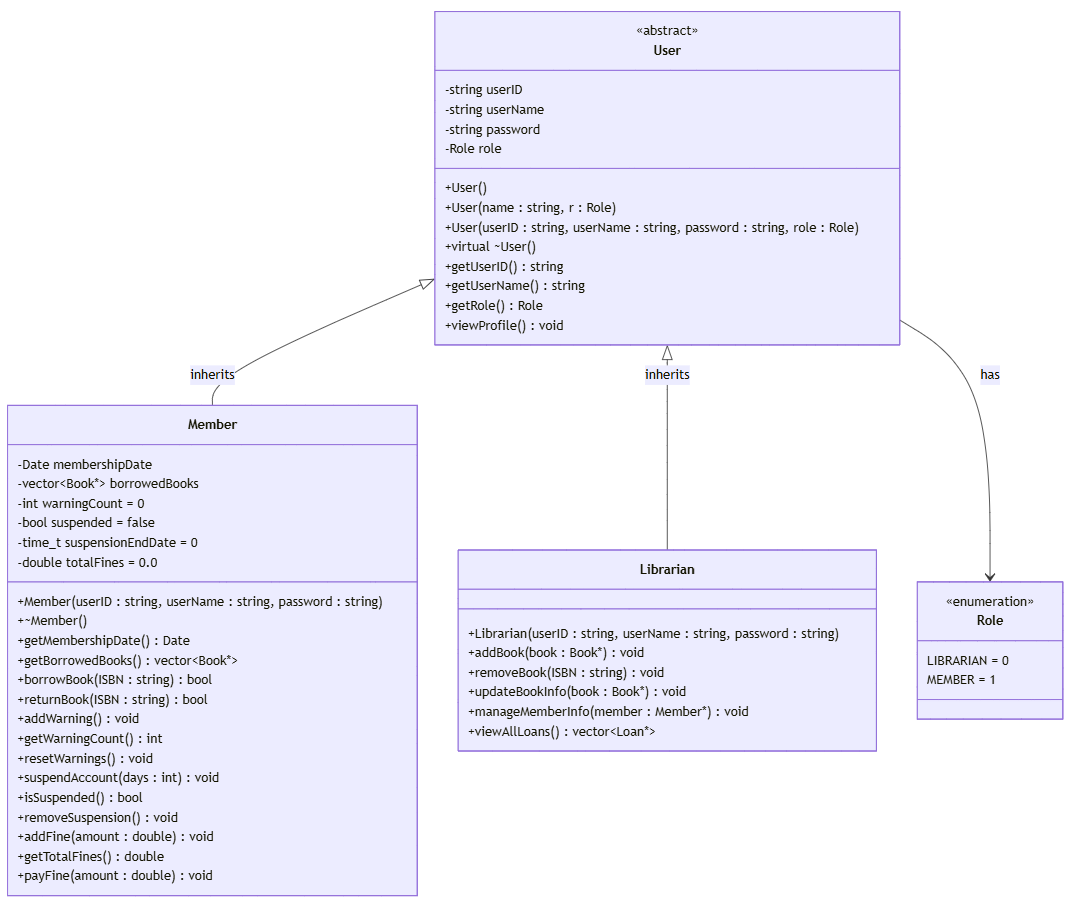 «abstract»
User
-string userID
-string userName
-string password
-Role role
+User()
+User(name : string, r : Role)
+User(userID : string, userName : string, password : string, role : Role)
+virtual ~User()
+getUserID() : string
+getUserName() : string
+getRole() : Role
+viewProfile() : void
inherits
inherits
has
Member
-Date membershipDate
-vector<Book*> borrowedBooks
-int warningCount = 0
-bool suspended = false
-time_t suspensionEndDate = 0
-double totalFines = 0.0
+Member(userID : string, userName : string, password : string)
+~Member()
+getMembershipDate() : Date
+getBorrowedBooks() : vector<Book*>
+borrowBook(ISBN : string) : bool
+returnBook(ISBN : string) : bool
+addWarning() : void
+getWarningCount() : int
+resetWarnings() : void
+suspendAccount(days : int) : void
+isSuspended() : bool
+removeSuspension() : void
+addFine(amount : double) : void
+getTotalFines() : double
+payFine(amount : double) : void
Librarian
+Librarian(userID : string, userName : string, password : string)
+addBook(book : Book*) : void
+removeBook(ISBN : string) : void
+updateBookInfo(book : Book*) : void
+manageMemberInfo(member : Member*) : void
+viewAllLoans() : vector<Loan*>
«enumeration»
Role
LIBRARIAN = 0
MEMBER = 1